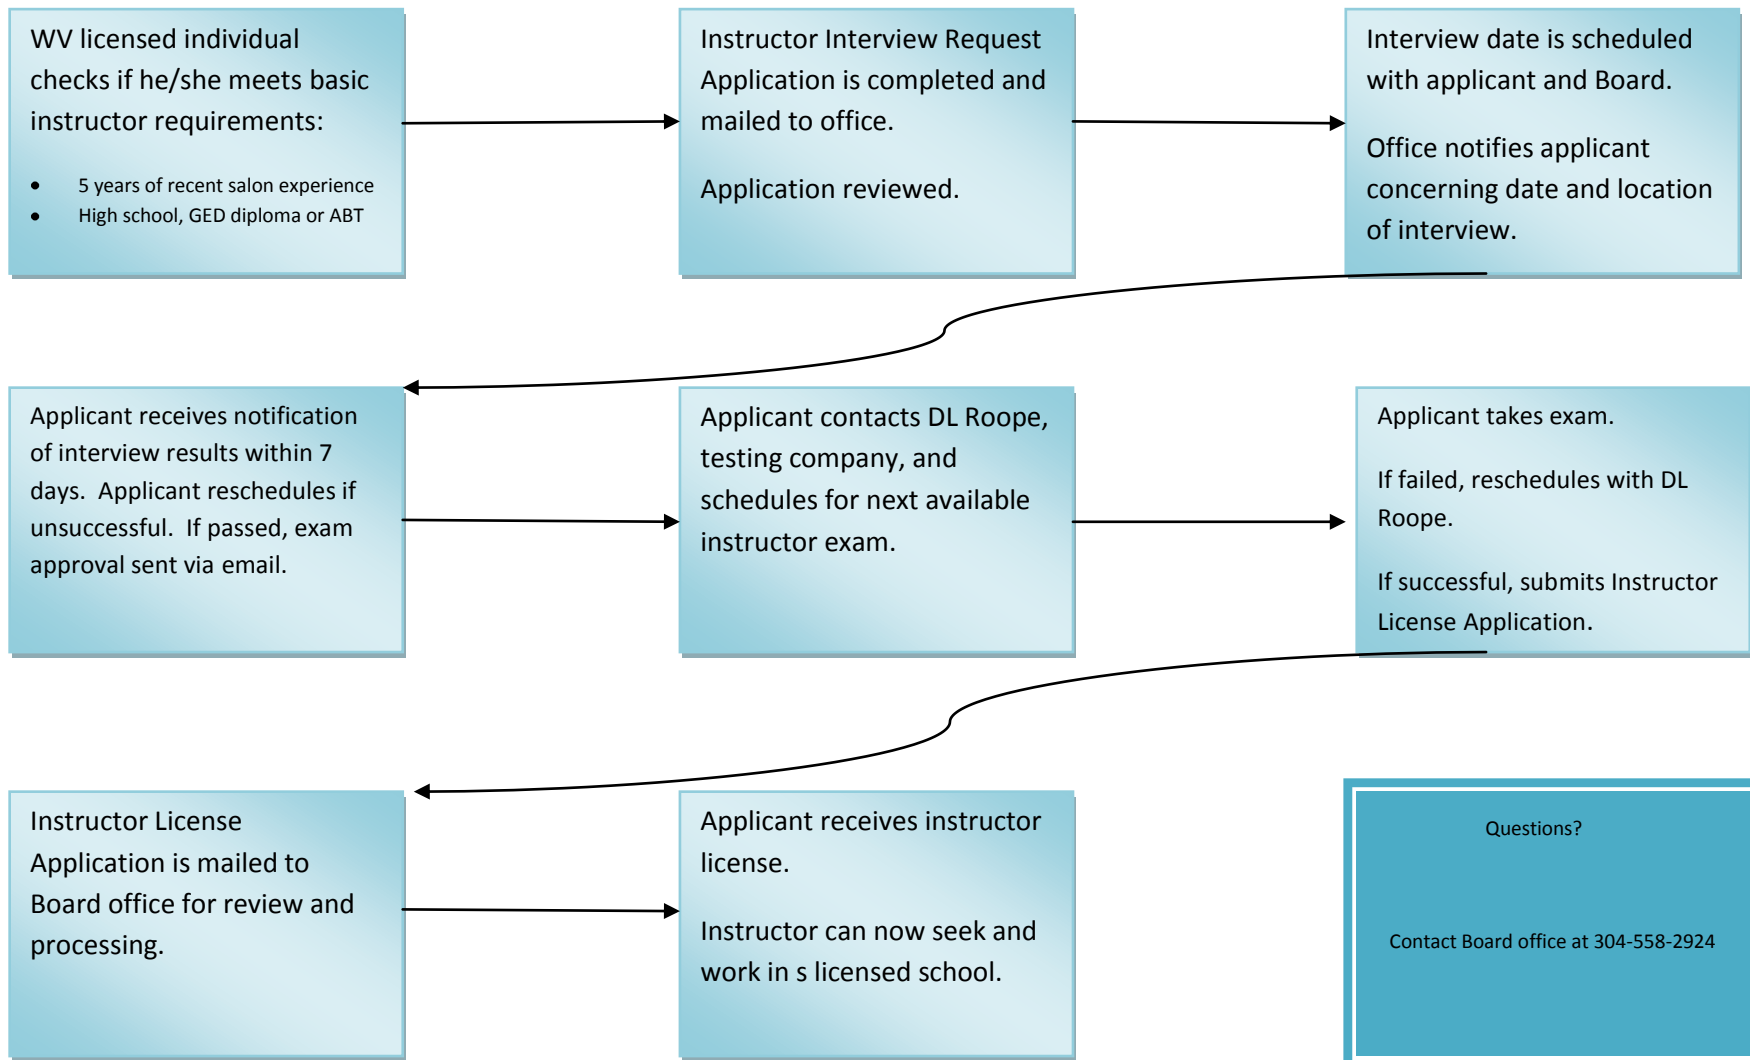 WV licensed individual
checks if he/she meets basic
instructor requirements:
• 5 years of recent salon experience
• High school, GED diploma or ABT
Instructor Interview Request
Application is completed and
mailed to office.
Application reviewed.
Interview date is scheduled
with applicant and Board.
Office notifies applicant
concerning date and location
of interview.
Applicant receives notification
of interview results within 7
days. Applicant reschedules if
unsuccessful. If passed, exam
approval sent via email.
Applicant contacts DL Roope,
testing company, and
schedules for next available
instructor exam.
Applicant takes exam.
If failed, reschedules with DL
Roope.
If successful, submits Instructor
License Application.
Instructor License
Application is mailed to
Board office for review and
processing.
Applicant receives instructor
license.
Instructor can now seek and
work in s licensed school.
Questions?
Contact Board office at 304-558-2924